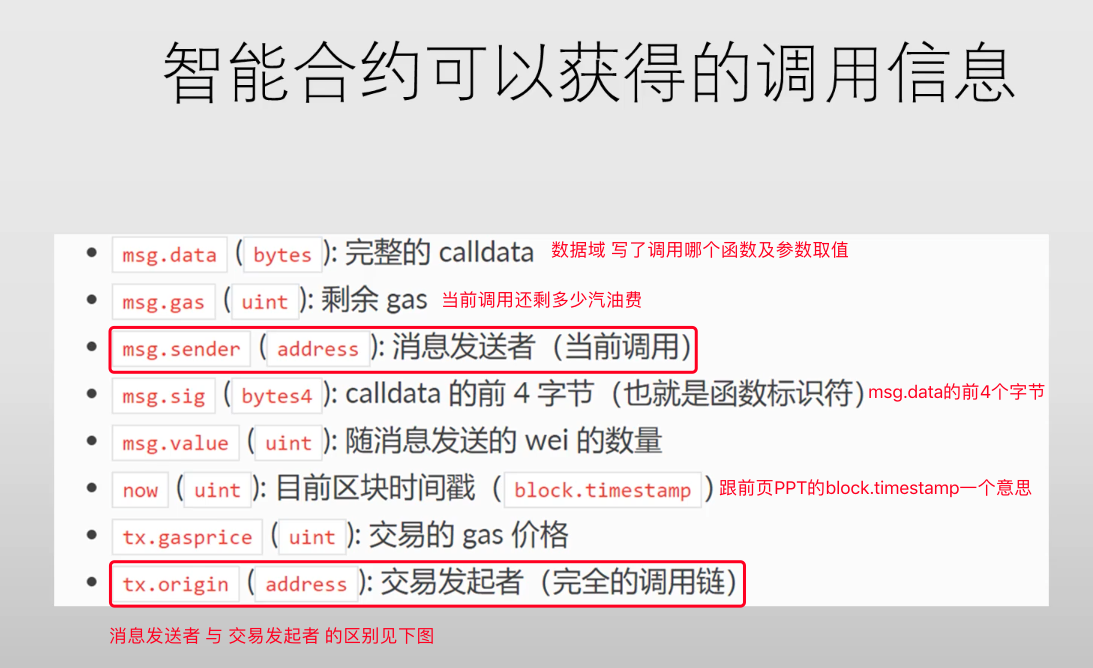 智能合约可以获得的调用信息
• msg.data (bytes): 完整的 calldata 数据域 写了调用哪个函数及参数取值
• msg.gas (uint): 剩余 gas 当前调用还剩多少汽油费
• msg.sender (address): 消息发送者（当前调用）
• msg.sig (bytes4): calldata 的前 4 字节（也就是函数标识符）msg.data的前4个字节
• msg.value (uint): 随消息发送的 wei 的数量
• now (uint): 目前区块时间戳（block.timestamp）跟前页PPT的block.timestamp一个意思
• tx.gasprice (uint): 交易的 gas 价格
• tx.origin (address): 交易发起者（完全的调用链）
消息发送者 与 交易发起者 的区别见下图